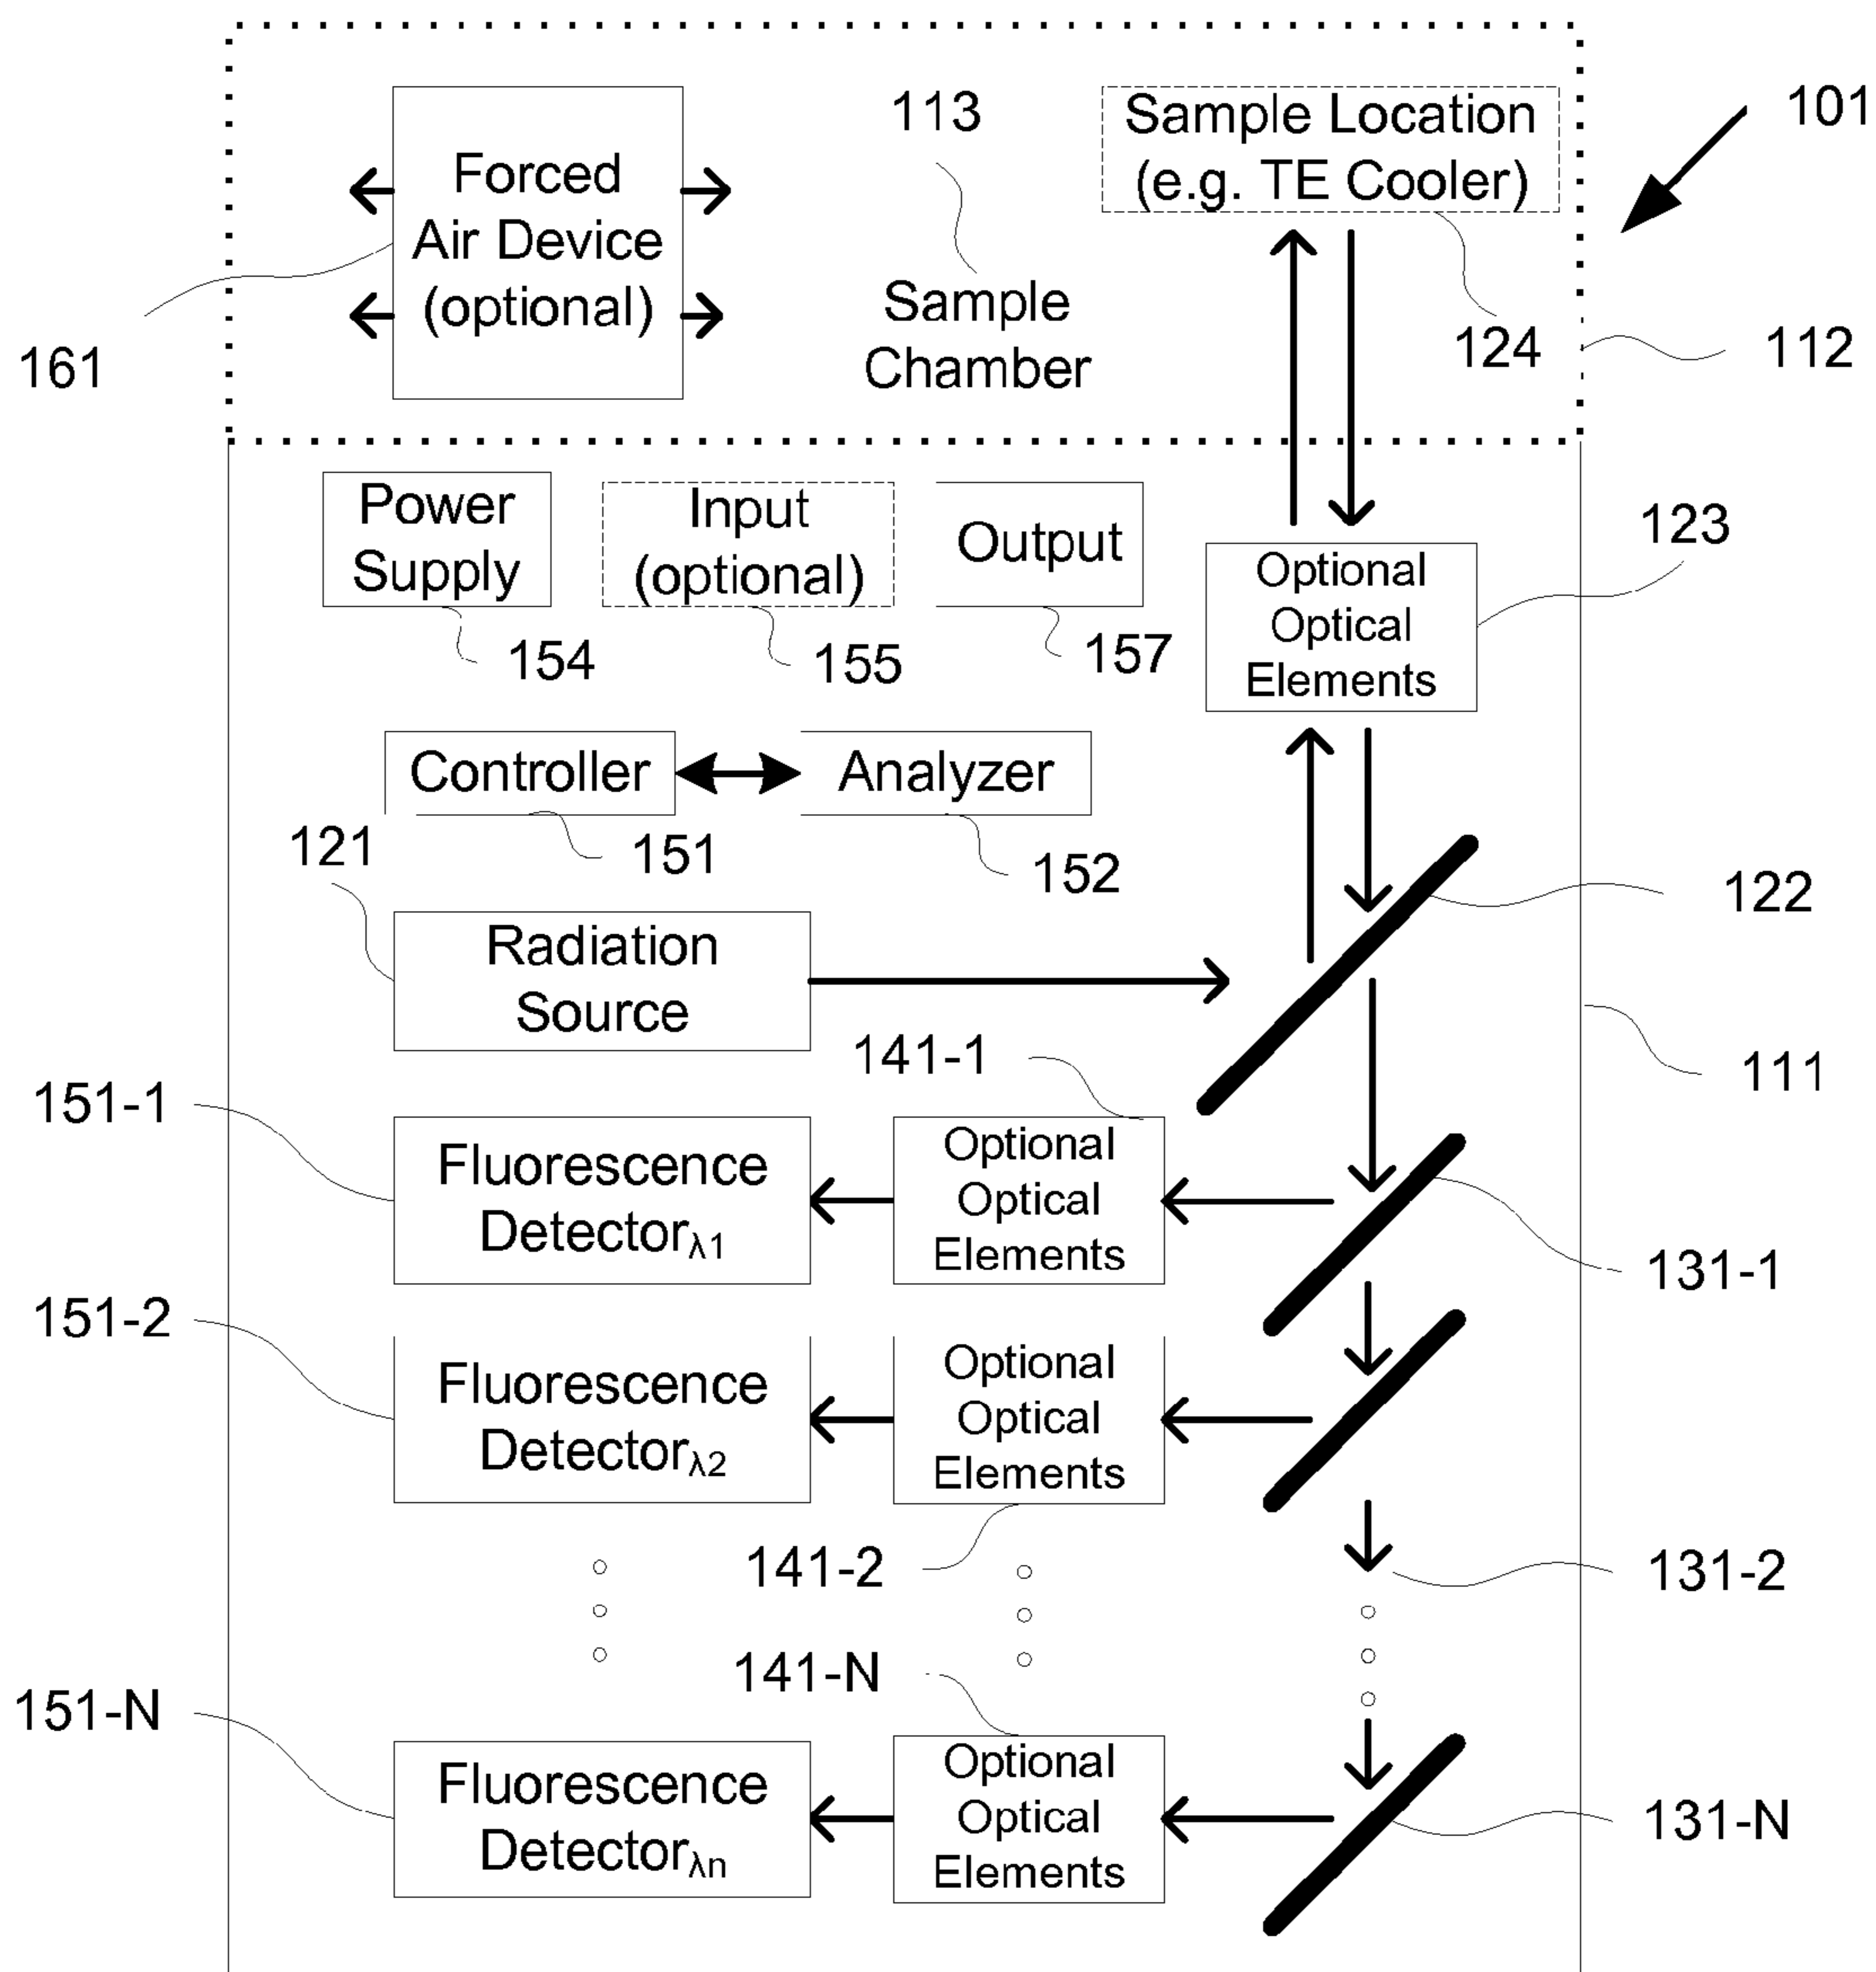 113
Sample Location
(e.g. TE Cooler)
101
Forced
Air Device
(optional)
Sample
Chamber
161
124
112
Power
Supply
Input
(optional)
Output
123
Optional
Optical
Elements
154
155
157
Controller
Analyzer
121
151
152
122
Radiation
Source
141-1
111
151-1
Fluorescence
Detectorλ1
Optional
Optical
Elements
131-1
151-2
Fluorescence
Detectorλ2
Optional
Optical
Elements
141-2
131-2
141-N
151-N
Fluorescence
Detectorλn
Optional
Optical
Elements
131-N